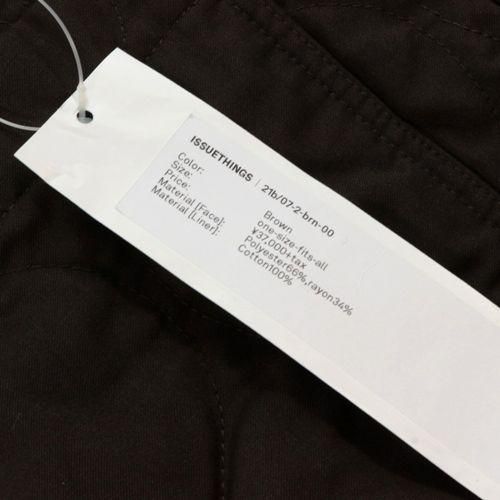 ISSUETHINGS | 21b/07-2-brn-00
Color: Brown
Size: one-size-fits-all
Price: ¥37,000+tax
Material [Face]: Polyester66%,rayon34%
Material [Liner]: Cotton100%